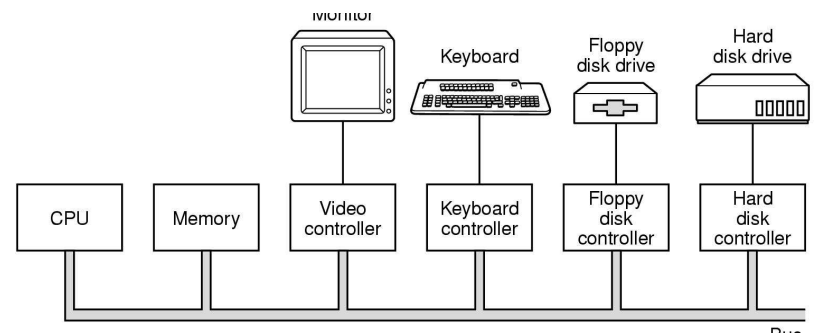 Monitor
Keyboard
Floppy
disk drive
Hard
disk drive
CPU
Memory
Video
controller
Keyboard
controller
Floppy
disk
controller
Hard
disk
controller
Bus